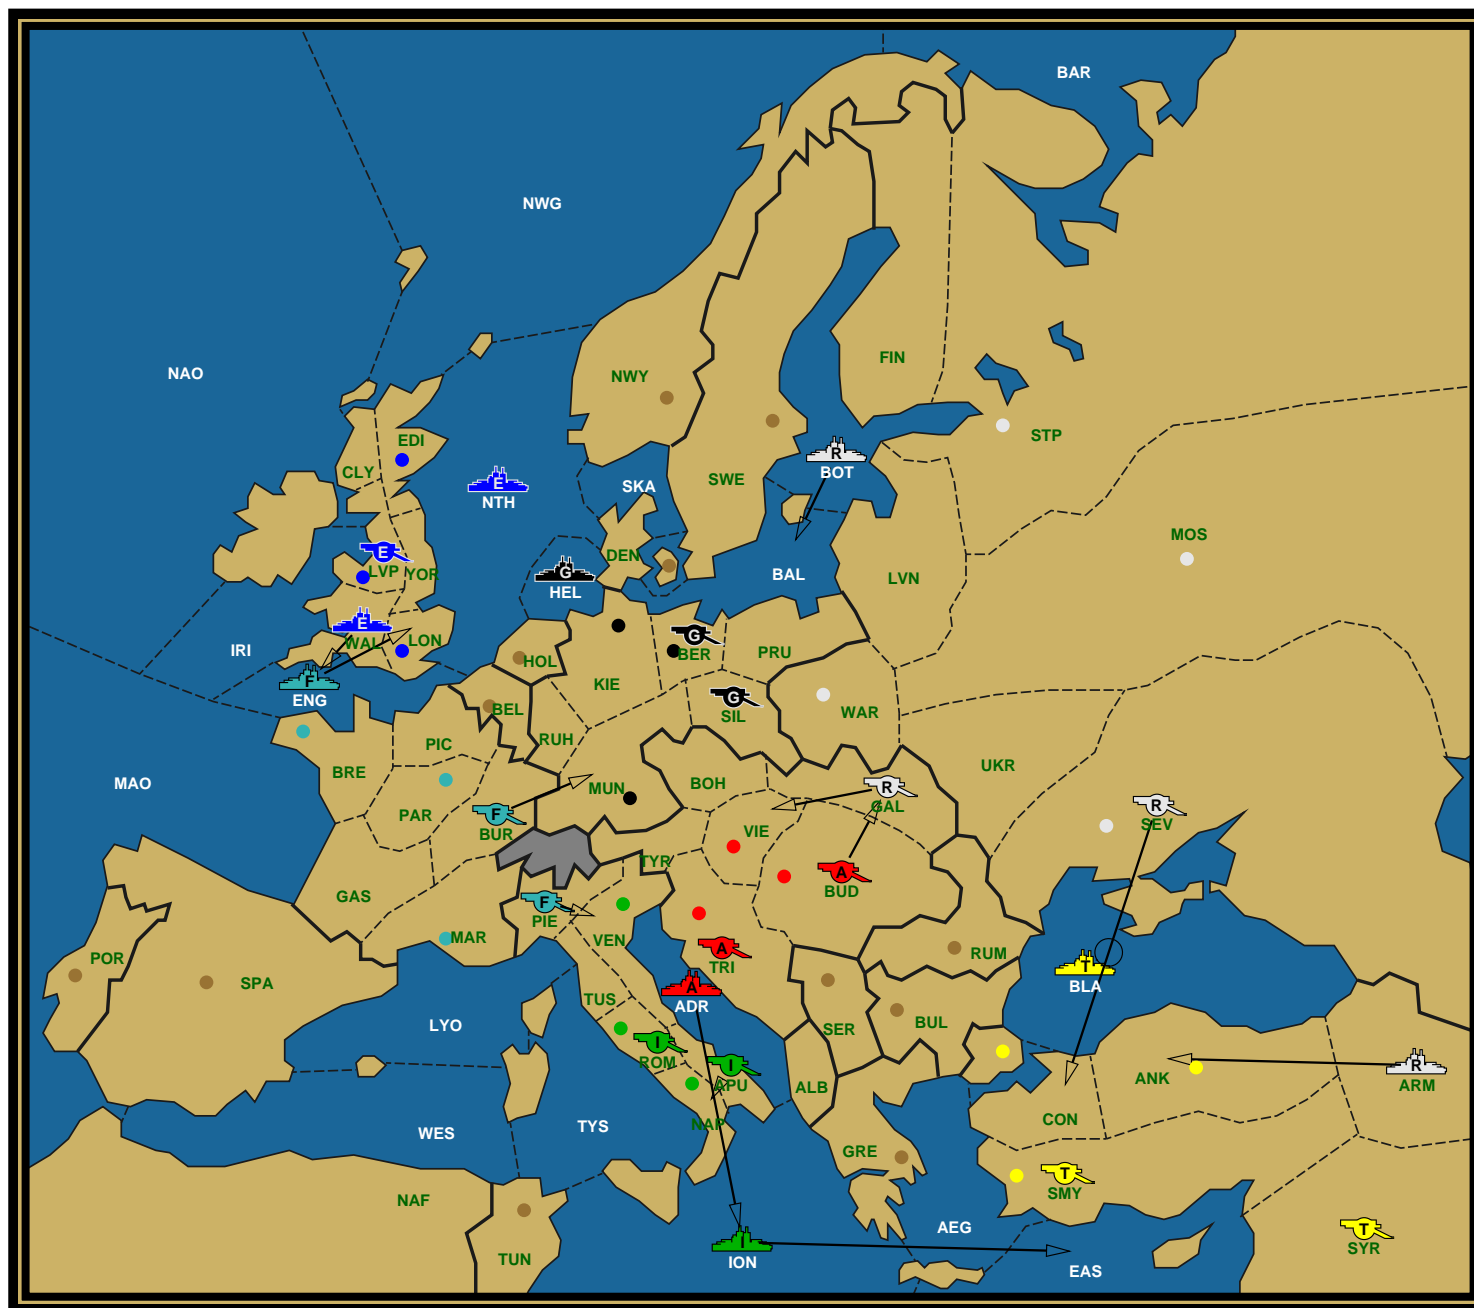 BAR
NWG
NAO
FIN
NWY
EDI
STP
R
CLY
BOT
SWE
E
SKA
NTH
MOS
E
DEN
G
LVP
YOR
BAL
LVN
HEL
E
G
WAL
LON
IRI
PRU
BER
HOL
F
KIE
G
ENG
BEL
SIL
WAR
RUH
PIC
BRE
UKR
MAO
BOH
MUN
R
GAL
R
F
PAR
SEV
BUR
VIE
TYR
A
BUD
GAS
F
PIE
MAR
VEN
A
RUM
POR
TRI
T
SPA
A
BLA
TUS
ADR
LYO
BUL
SER
I
ROM
I
R
APU
ANK
ARM
ALB
CON
NAP
TYS
WES
GRE
T
SMY
NAF
AEG
T
I
SYR
TUN
ION
EAS